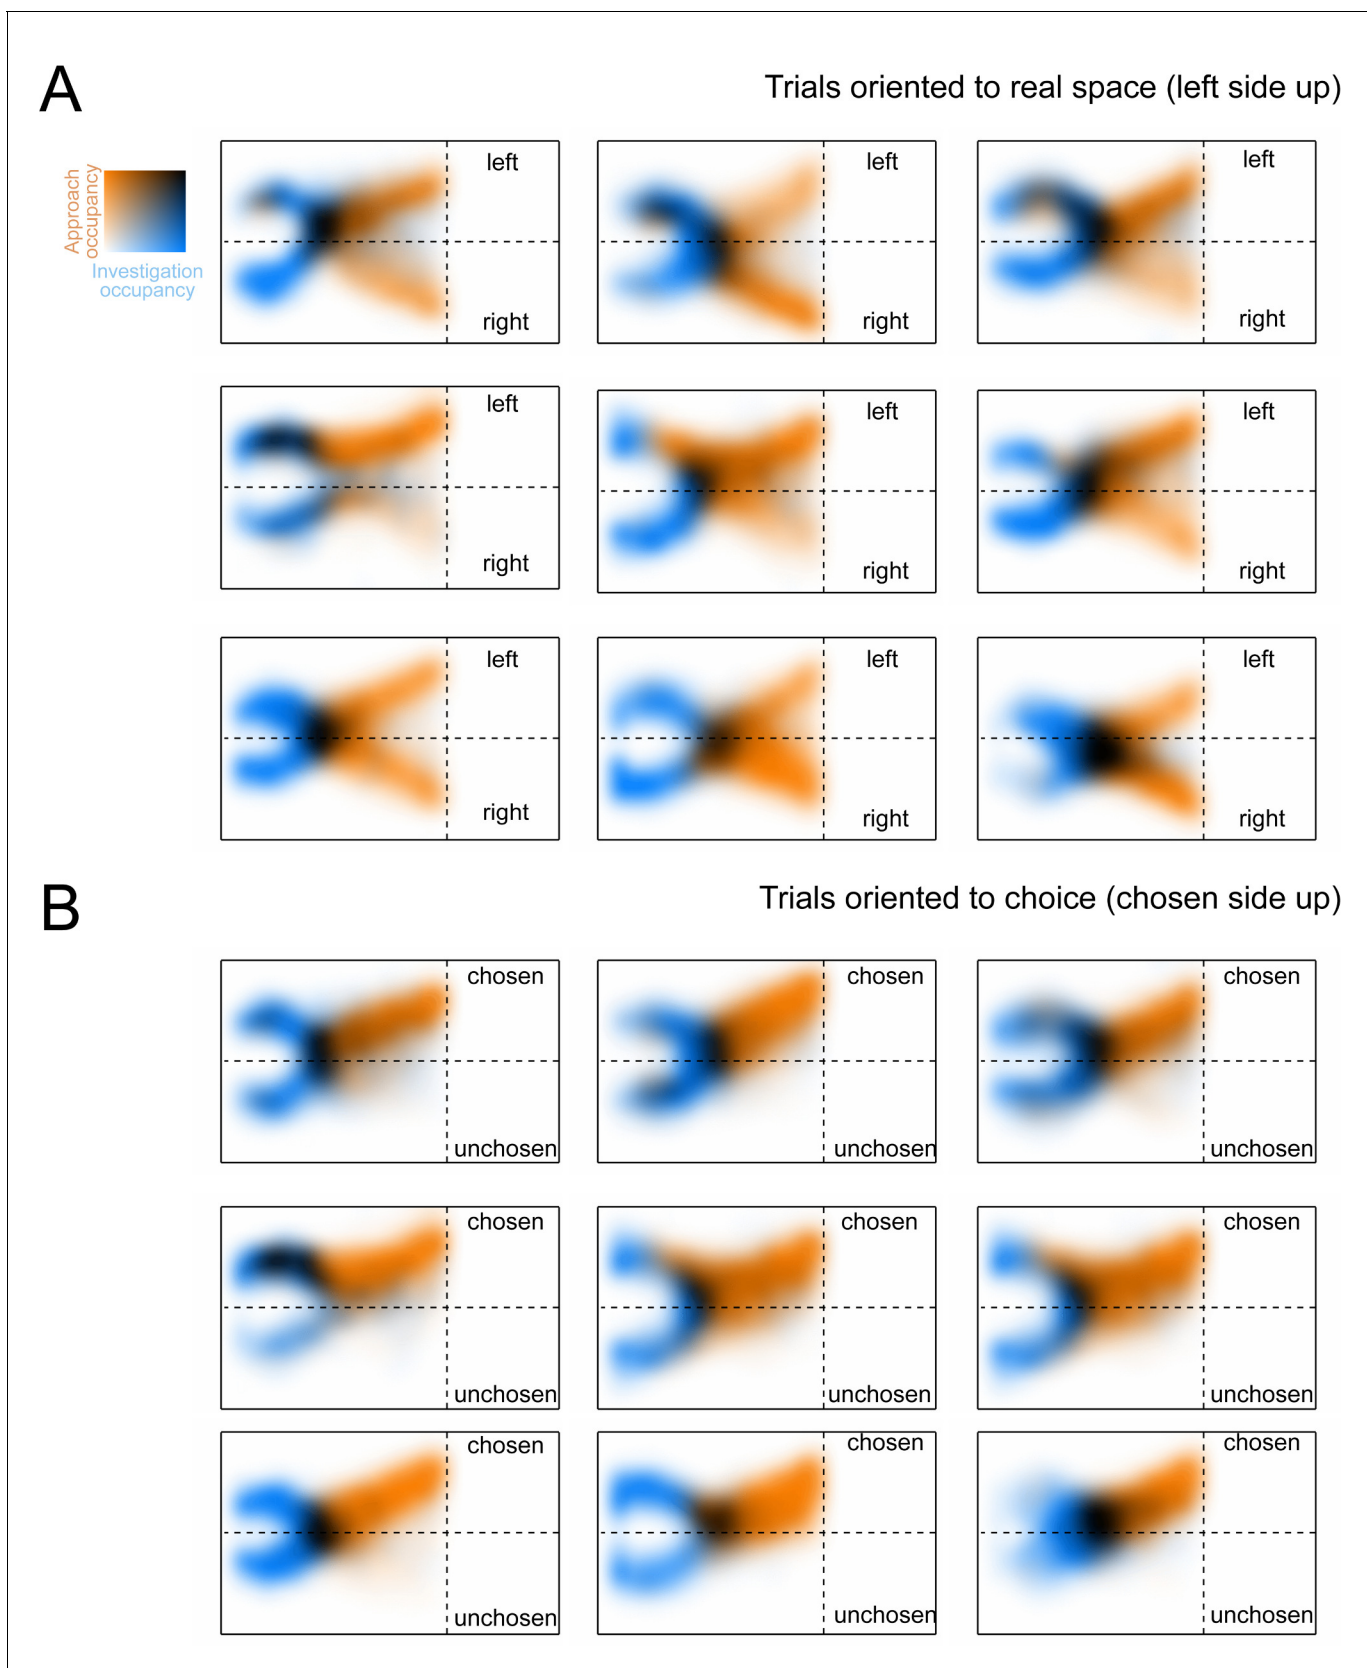 A
Trials oriented to real space (left side up)
Approach
occupancy
Investigation
occupancy
left
left
left
right
right
right
left
left
left
right
right
right
left
left
left
right
right
right
B
Trials oriented to choice (chosen side up)
chosen
chosen
chosen
unchosen
unchosen
unchosen
chosen
chosen
chosen
unchosen
unchosen
unchosen
chosen
chosen
chosen
unchosen
unchosen
unchosen